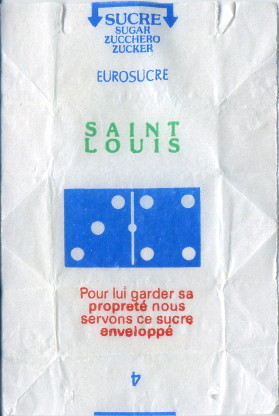 SUCRE
SUGAR
ZUCCHERO
ZUCKER
EUROSUCRE
SAINT
LOUIS
Pour lui garder sa
propreté nous
servons ce sucre
enveloppé
4